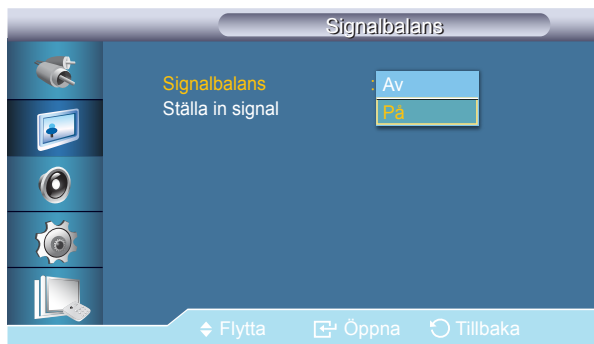 Signalbalans
Signalbalans : Av
Ställa in signal På
Flytta Öppna Tillbaka